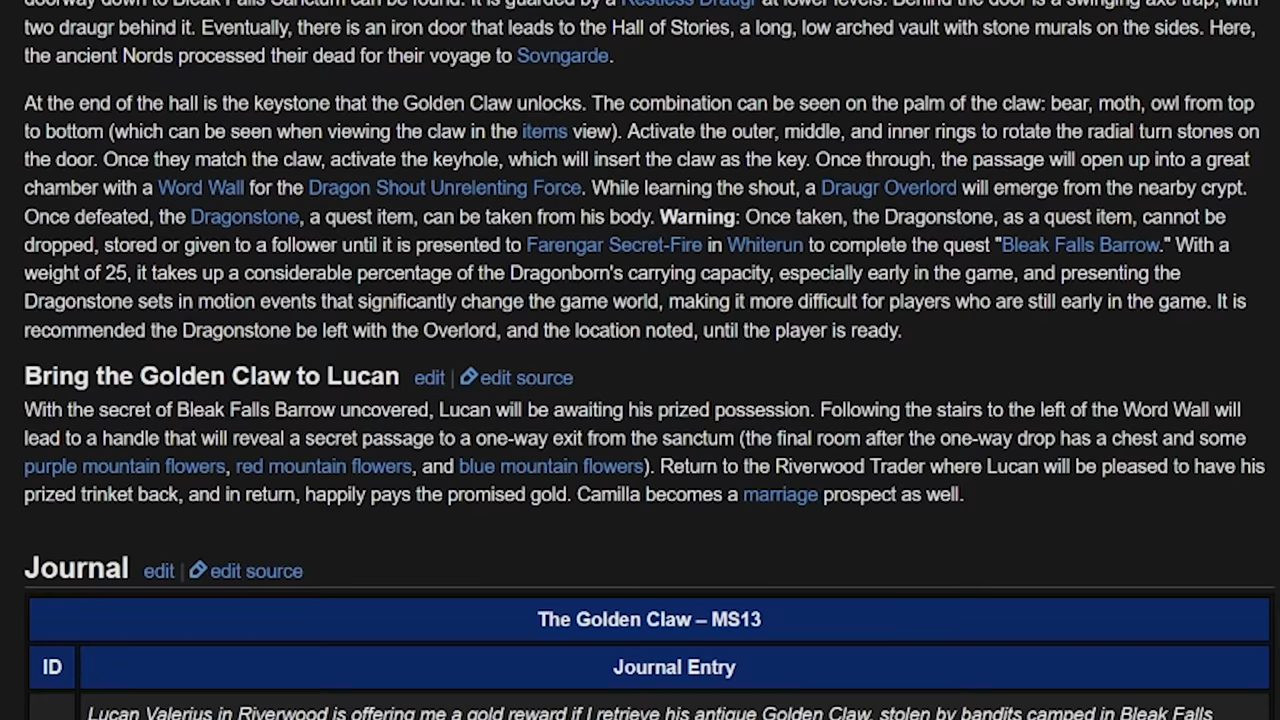 doorway down to Bleak Falls Sanctum can be found. It is guarded by a Restless Draugr at lower levels. Behind the door is a swinging axe trap, with
two draugr behind it. Eventually, there is an iron door that leads to the Hall of Stories, a long, low arched vault with stone murals on the sides. Here,
the ancient Nords processed their dead for their voyage to Sovngarde.
At the end of the hall is the keystone that the Golden Claw unlocks. The combination can be seen on the palm of the claw: bear, moth, owl from top
to bottom (which can be seen when viewing the claw in the items view). Activate the outer, middle, and inner rings to rotate the radial turn stones on
the door. Once they match the claw, activate the keyhole, which will insert the claw as the key. Once through, the passage will open up into a great
chamber with a Word Wall for the Dragon Shout Unrelenting Force. While learning the shout, a Draugr Overlord will emerge from the nearby crypt.
Once defeated, the Dragonstone, a quest item, can be taken from his body. Warning: Once taken, the Dragonstone, as a quest item, cannot be
dropped, stored or given to a follower until it is presented to Farengar Secret-Fire in Whiterun to complete the quest "Bleak Falls Barrow." With a
weight of 25, it takes up a considerable percentage of the Dragonborn's carrying capacity, especially early in the game, and presenting the
Dragonstone sets in motion events that significantly change the game world, making it more difficult for players who are still early in the game. It is
recommended the Dragonstone be left with the Overlord, and the location noted, until the player is ready.
Bring the Golden Claw to Lucan edit | edit source
With the secret of Bleak Falls Barrow uncovered, Lucan will be awaiting his prized possession. Following the stairs to the left of the Word Wall will
lead to a handle that will reveal a secret passage to a one-way exit from the sanctum (the final room after the one-way drop has a chest and some
purple mountain flowers, red mountain flowers, and blue mountain flowers). Return to the Riverwood Trader where Lucan will be pleased to have his
prized trinket back, and in return, happily pays the promised gold. Camilla becomes a marriage prospect as well.
Journal edit | edit source
The Golden Claw – MS13
ID Journal Entry
Lucan Valerius in Riverwood is offering me a gold reward if I retrieve his antique Golden Claw, stolen by bandits camped in Bleak Falls